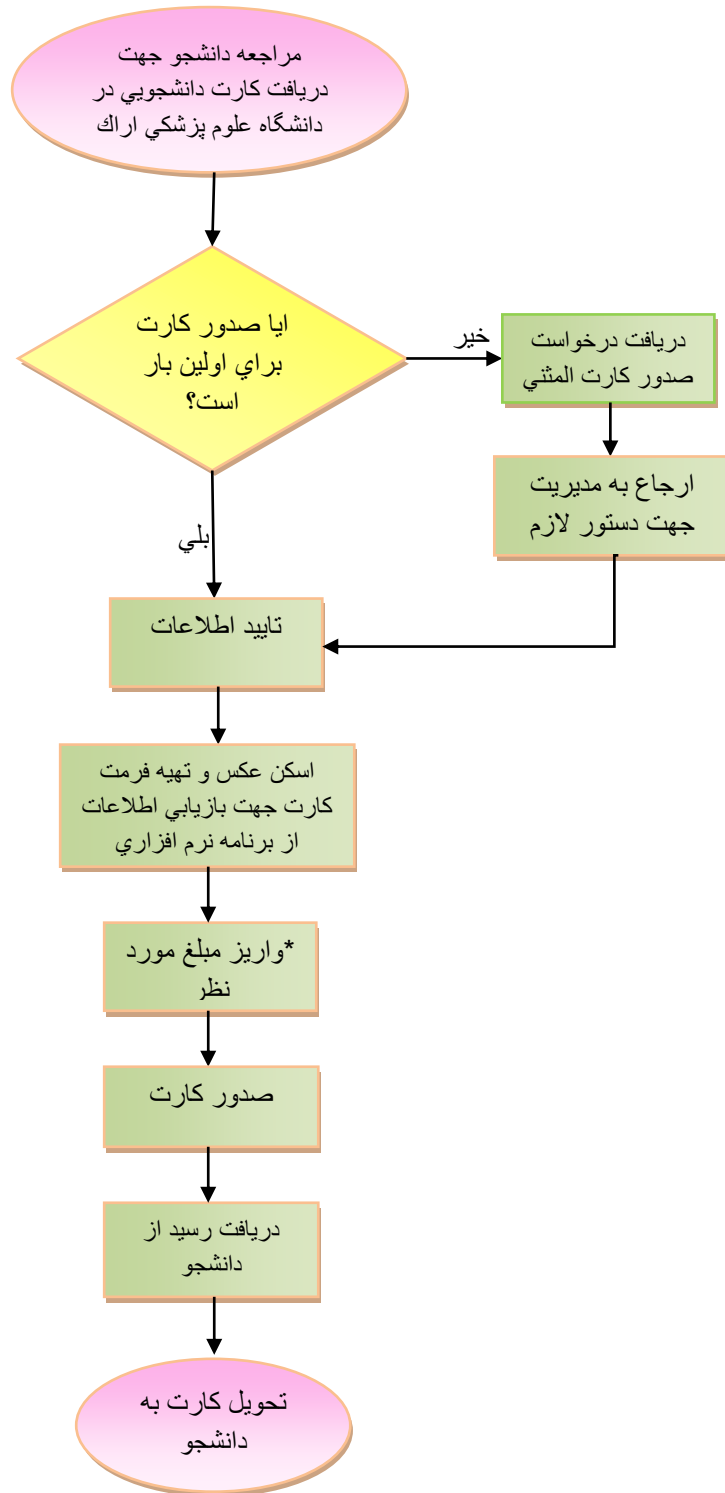 مراجعه دانشجو جهت
دريافت كارت دانشجويي در
دانشگاه علوم پزشكي اراك
ايا صدور كارت
براي اولين بار
است؟
خير
دريافت درخواست
صدور كارت المثني
ارجاع به مديريت
جهت دستور لازم
بلي
تاييد اطلاعات
اسكن عكس و تهيه فرمت
كارت جهت بازيابي اطلاعات
از برنامه نرم افزاري
*واريز مبلغ مورد
نظر
صدور كارت
دريافت رسيد از
دانشجو
تحويل كارت به
دانشجو